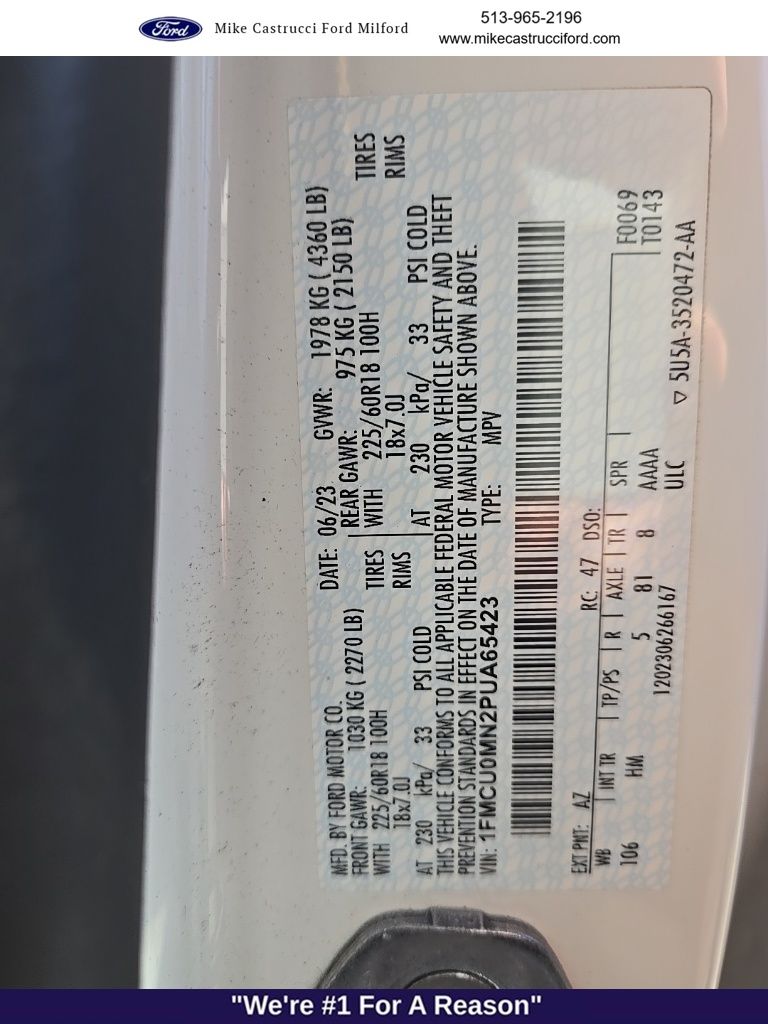 Ford
Mike Castrucci Ford Milford
513-965-2196
www.mikecastrucciford.com
MFD. BY FORD MOTOR CO.
DATE: 06/23 GVWR: 1978 KG ( 4360 LB)
FRONT GAWR: 1030 KG ( 2270 LB)
REAR GAWR: 975 KG ( 2150 LB)
WITH 225/60R18 100H TIRES
WITH 225/60R18 100H TIRES
18x7.0J RIMS
18x7.0J RIMS
AT 230 kPa/ 33 PSI COLD
AT 230 kPa/ 33 PSI COLD
THIS VEHICLE CONFORMS TO ALL APPLICABLE FEDERAL MOTOR VEHICLE SAFETY AND THEFT
PREVENTION STANDARDS IN EFFECT ON THE DATE OF MANUFACTURE SHOWN ABOVE.
VIN: 1FMCU0MN2PUA65423 TYPE: MPV
EXT PNT: AZ RC: 47 DSO:
WB INT TR TP/PS R AXLE TR SPR
F0069
106 HM 5 81 8 AAAA T0143
ULC
1202306266167
▽ 5U5A-3520472-AA
"We're #1 For A Reason"